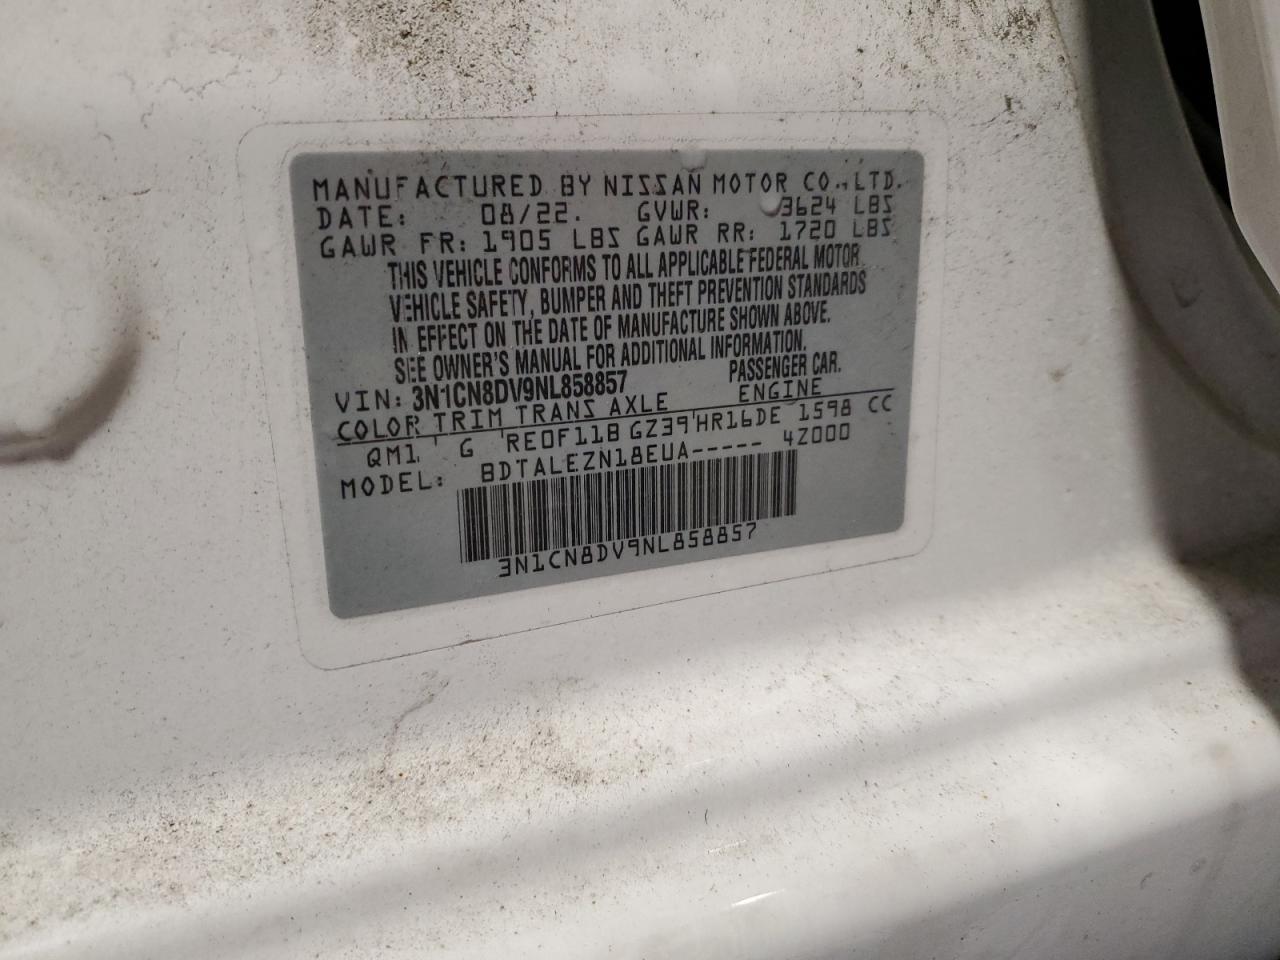 MANUFACTURED BY NISSAN MOTOR CO.,LTD.
DATE: 08/22. GVWR: 3624 LBS
GAWR FR: 1905 LBS GAWR RR: 1720 LBS
THIS VEHICLE CONFORMS TO ALL APPLICABLE FEDERAL MOTOR
VEHICLE SAFETY, BUMPER AND THEFT PREVENTION STANDARDS
IN EFFECT ON THE DATE OF MANUFACTURE SHOWN ABOVE.
SEE OWNER'S MANUAL FOR ADDITIONAL INFORMATION.
VIN: 3N1CN8DV9NL858857 PASSENGER CAR.
COLOR TRIM TRANS AXLE ENGINE
QM1 G RE0F11B GZ39 HR16DE 1598 CC
MODEL: BDTALEZN18EUA----- 4Z000
3N1CN8DV9NL858857